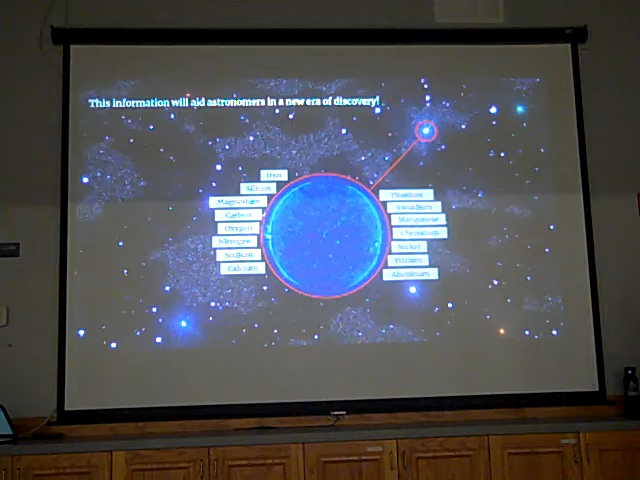 This information will aid astronomers in a new era of discovery!
Iron
Silicon
Magnesium
Carbon
Oxygen
Nitrogen
Sodium
Calcium
Titanium
Vanadium
Manganese
Chromium
Nickel
Yttrium
Aluminum